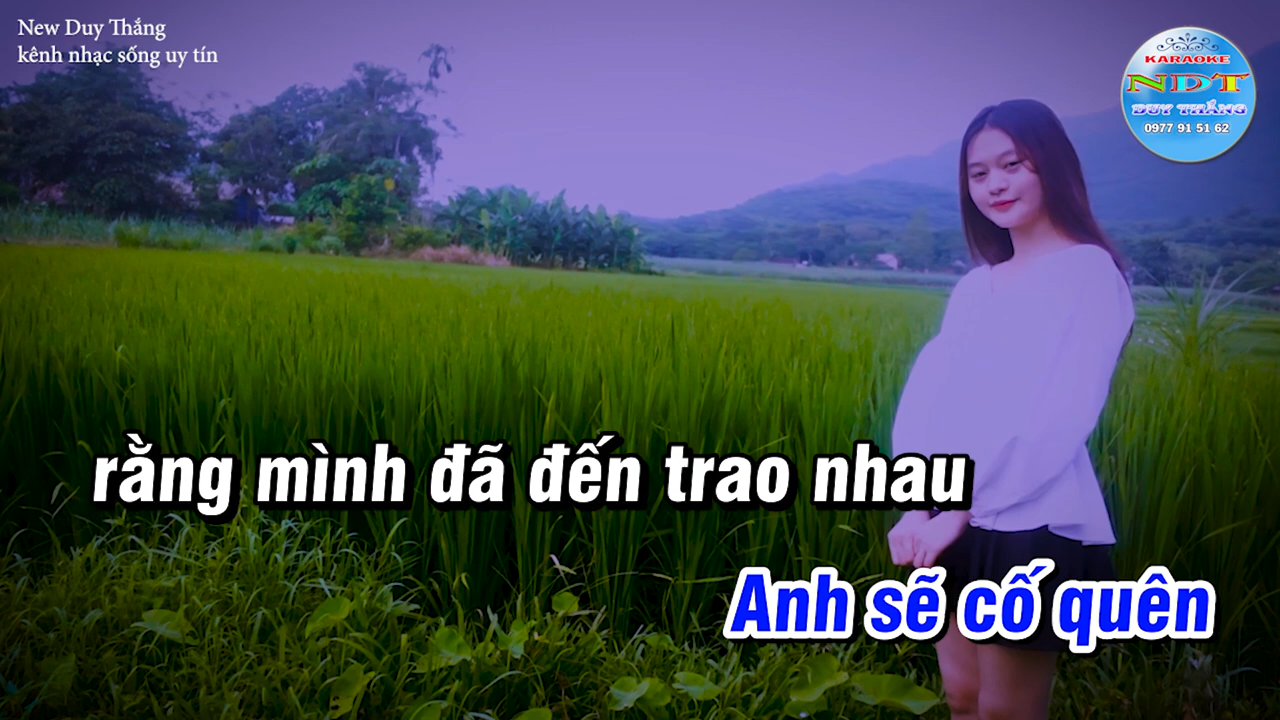 New Duy Thắng
kênh nhạc sống uy tín
KARAOKE
NDT
DUY THẮNG
0977 91 51 62
rằng mình đã đến trao nhau
Anh sẽ cố quên